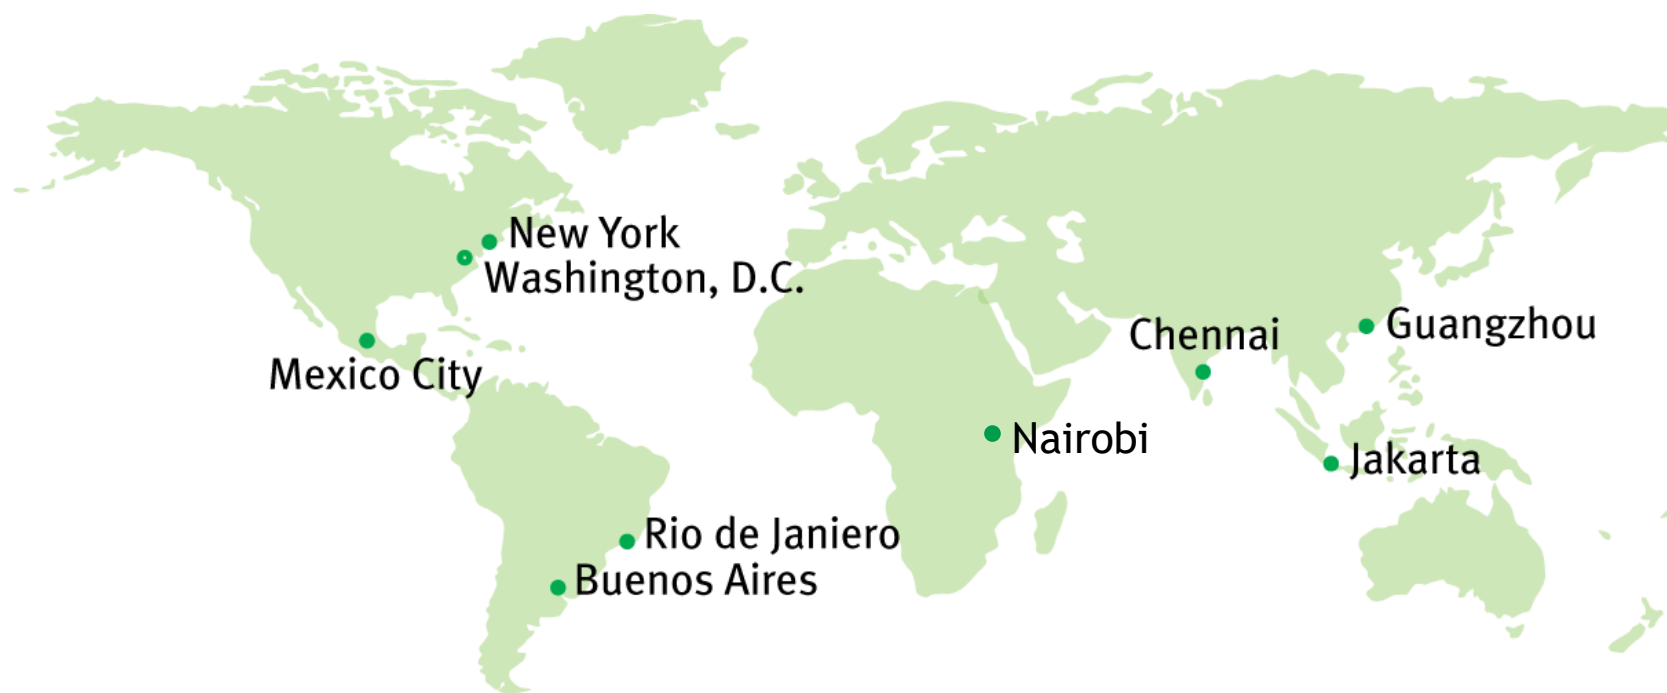 New York
Washington, D.C.
Mexico City
Chennai
Guangzhou
Nairobi
Jakarta
Rio de Janiero
Buenos Aires